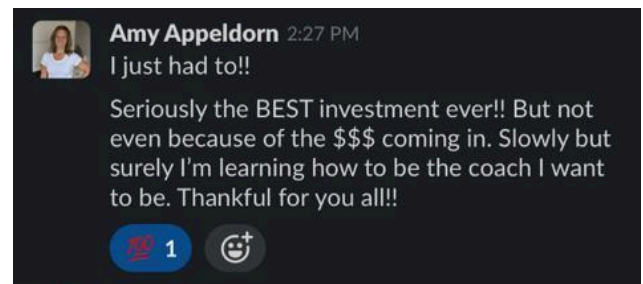 Amy Appeldorn 2:27 PM
I just had to!!
Seriously the BEST investment ever!! But not
even because of the $$$ coming in. Slowly but
surely I'm learning how to be the coach I want
to be. Thankful for you all!!
💯 1